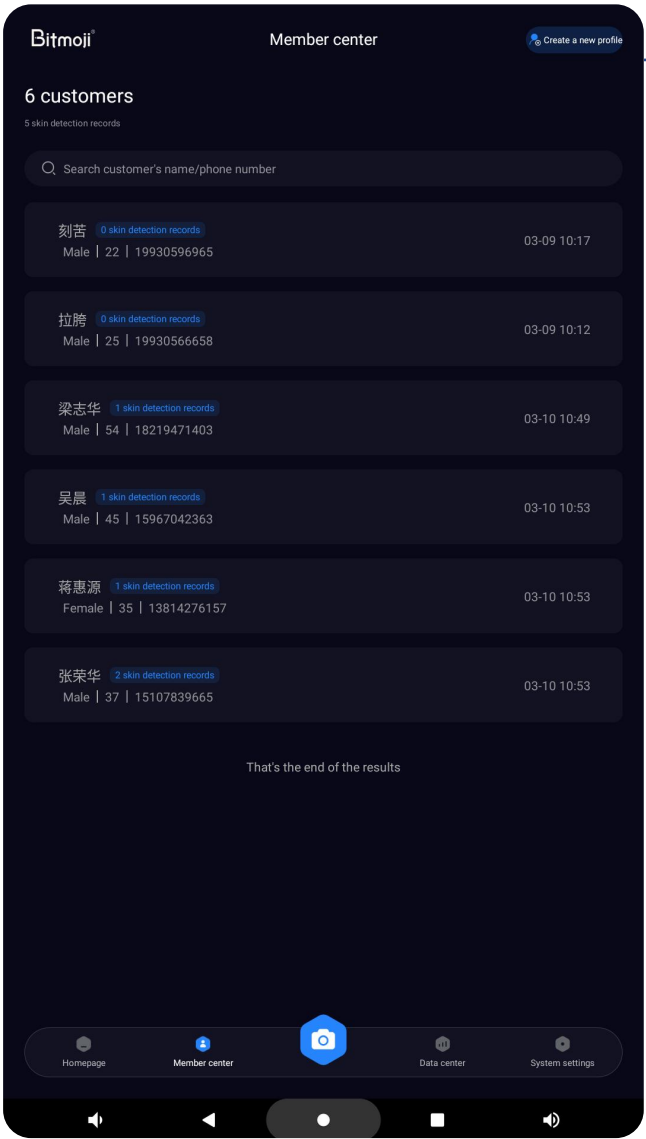 Bitmoji®
Member center
Create a new profile
6 customers
5 skin detection records
Search customer's name/phone number
刻苦 0 skin detection records
Male | 22 | 19930596965
03-09 10:17
拉胯 0 skin detection records
Male | 25 | 19930566658
03-09 10:12
梁志华 1 skin detection records
Male | 54 | 18219471403
03-10 10:49
吴晨 1 skin detection records
Male | 45 | 15967042363
03-10 10:53
蒋惠源 1 skin detection records
Female | 35 | 13814276157
03-10 10:53
张荣华 2 skin detection records
Male | 37 | 15107839665
03-10 10:53
That's the end of the results
Homepage
Member center
Data center
System settings